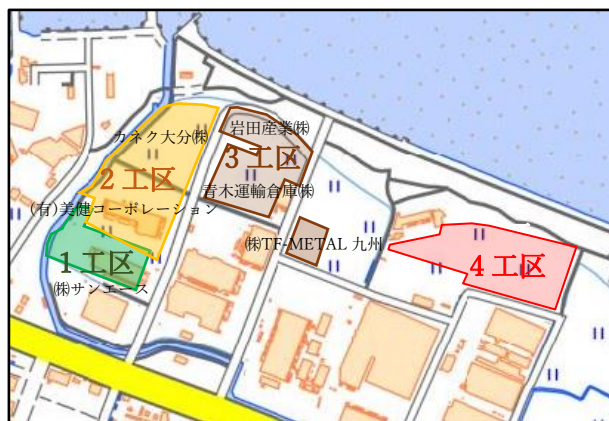 カネク大分㈱
岩田産業㈱
2 工区
3 工区
青木運輸倉庫㈱
(有)美健コーポレーション
㈱TF-METAL 九州
1 工区
4 工区
㈱サンエース